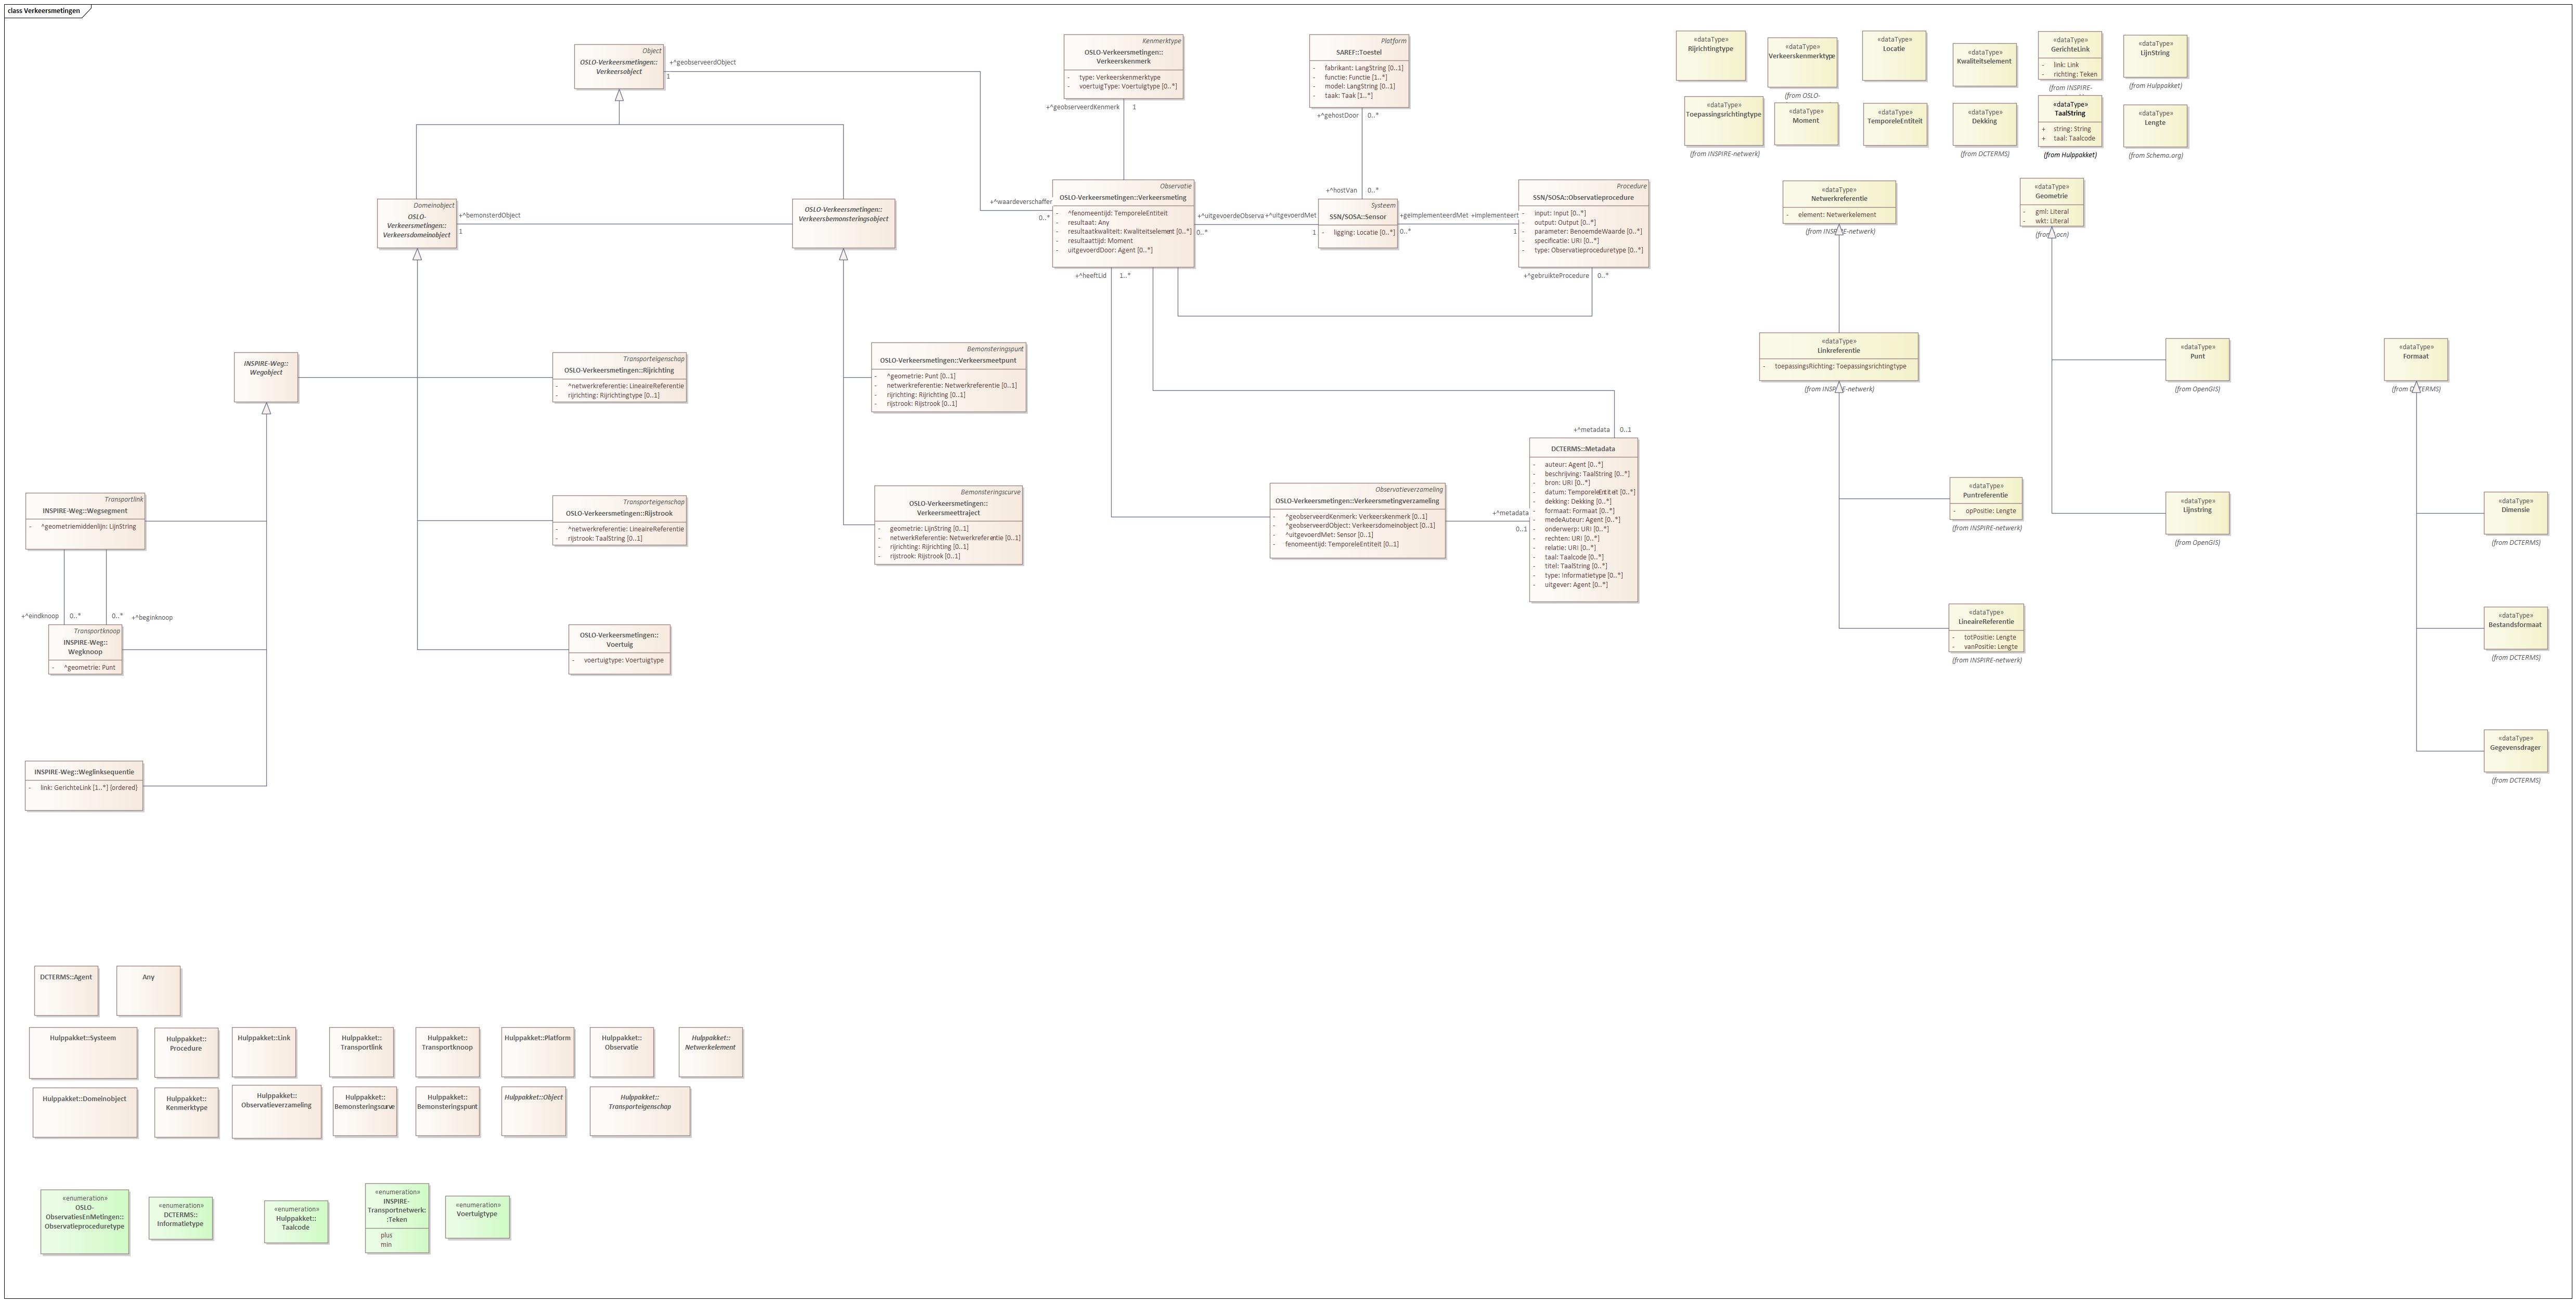 class Verkeersmetingen
Object
OSLO-Verkeersmetingen::
Verkeersobject
+^geobserveerdObject
1
Kenmerktype
OSLO-Verkeersmetingen::
Verkeerskenmerk
- type: Verkeerskenmerktype
- voertuigType: Voertuigtype [0..*]
+^geobserveerdKenmerk 1
Platform
SAREF::Toestel
- fabrikant: LangString [0..1]
- functie: Functie [1..*]
- model: LangString [0..1]
- taak: Taak [1..*]
+^gehostDoor 0..*
+^hostVan 0..*
Domeinobject
OSLO-
Verkeersmetingen::
Verkeersdomeinobject
+^bemonsterdObject
1
OSLO-Verkeersmetingen::
Verkeersbemonsteringsobject
+^waardeverschaffer
0..*
Observatie
OSLO-Verkeersmetingen::Verkeersmeting
- ^fenomeentijd: TemporeleEntiteit
- resultaat: Any
- resultaatkwaliteit: Kwaliteitselement [0..*]
- resultaattijd: Moment
- uitgevoerdDoor: Agent [0..*]
+^uitgevoerdeObserva
+^uitgevoerdMet
0..*
1
Systeem
SSN/SOSA::Sensor
- ligging: Locatie [0..*]
+geïmplementeerdMet
+implementeert
0..*
1
Procedure
SSN/SOSA::Observatieprocedure
- input: Input [0..*]
- output: Output [0..*]
- parameter: BenoemdeWaarde [0..*]
- specificatie: URI [0..*]
- type: Observatieproceduretype [0..*]
+^heeftLid 1..*
+^gebruikteProcedure 0..*
INSPIRE-Weg::
Wegobject
Transporteigenschap
OSLO-Verkeersmetingen::Rijrichting
- ^netwerkreferentie: LineaireReferentie
- rijrichting: Rijrichtingtype [0..1]
Bemonsteringspunt
OSLO-Verkeersmetingen::Verkeersmeetpunt
- ^geometrie: Punt [0..1]
- netwerkreferentie: Netwerkreferentie [0..1]
- rijrichting: Rijrichting [0..1]
- rijstrook: Rijstrook [0..1]
+^metadata 0..1
Transportlink
INSPIRE-Weg::Wegsegment
- ^geometriemiddenlijn: LijnString
Transporteigenschap
OSLO-Verkeersmetingen::Rijstrook
- ^netwerkreferentie: LineaireReferentie
- rijstrook: TaalString [0..1]
Bemonsteringscurve
OSLO-Verkeersmetingen::
Verkeersmeettraject
- geometrie: LijnString [0..1]
- netwerkReferentie: Netwerkreferentie [0..1]
- rijrichting: Rijrichting [0..1]
- rijstrook: Rijstrook [0..1]
Observatieverzameling
OSLO-Verkeersmetingen::Verkeersmetingverzameling
- ^geobserveerdKenmerk: Verkeerskenmerk [0..1]
- ^geobserveerdObject: Verkeersdomeinobject [0..1]
- ^uitgevoerdMet: Sensor [0..1]
- fenomeentijd: TemporeleEntiteit [0..1]
+^metadata
0..1
DCTERMS::Metadata
- auteur: Agent [0..*]
- beschrijving: TaalString [0..*]
- bron: URI [0..*]
- datum: TemporeleEntiteit [0..*]
- dekking: Dekking [0..*]
- formaat: Formaat [0..*]
- medeAuteur: Agent [0..*]
- onderwerp: URI [0..*]
- rechten: URI [0..*]
- relatie: URI [0..*]
- taal: Taalcode [0..*]
- titel: TaalString [0..*]
- type: Informatietype [0..*]
- uitgever: Agent [0..*]
+^eindknoop 0..*
0..* +^beginknoop
Transportknoop
INSPIRE-Weg::
Wegknoop
- ^geometrie: Punt
OSLO-Verkeersmetingen::
Voertuig
- voertuigtype: Voertuigtype
INSPIRE-Weg::Weglinksequentie
- link: GerichteLink [1..*] {ordered}
«dataType»
Rijrichtingtype
«dataType»
Verkeerskenmerktype
(from OSLO-
«dataType»
Locatie
«dataType»
Kwaliteitselement
«dataType»
GerichteLink
- link: Link
- richting: Teken
(from INSPIRE-
«dataType»
LijnString
(from Hulppakket)
«dataType»
Toepassingsrichtingtype
(from INSPIRE-netwerk)
«dataType»
Moment
«dataType»
TemporeleEntiteit
«dataType»
Dekking
(from DCTERMS)
«dataType»
TaalString
+ string: String
+ taal: Taalcode
(from Hulppakket)
«dataType»
Lengte
(from Schema.org)
«dataType»
Netwerkreferentie
- element: Netwerkelement
(from INSPIRE-netwerk)
«dataType»
Geometrie
- gml: Literal
- wkt: Literal
«dataType»
Linkreferentie
- toepassingsRichting: Toepassingsrichtingtype
(from INSPIRE-netwerk)
«dataType»
Punt
(from OpenGIS)
«dataType»
Formaat
(from DCTERMS)
«dataType»
Puntreferentie
- opPositie: Lengte
(from INSPIRE-netwerk)
«dataType»
Lijnstring
(from OpenGIS)
«dataType»
Dimensie
(from DCTERMS)
«dataType»
LineaireReferentie
- totPositie: Lengte
- vanPositie: Lengte
(from INSPIRE-netwerk)
«dataType»
Bestandsformaat
(from DCTERMS)
«dataType»
Gegevensdrager
(from DCTERMS)
DCTERMS::Agent
Any
Hulppakket::Systeem
Hulppakket::
Procedure
Hulppakket::Link
Hulppakket::
Transportlink
Hulppakket::
Transportknoop
Hulppakket::Platform
Hulppakket::
Observatie
Hulppakket::
Netwerkelement
Hulppakket::Domeinobject
Hulppakket::
Kenmerktype
Hulppakket::
Observatieverzameling
Hulppakket::
Bemonsteringscurve
Hulppakket::
Bemonsteringspunt
Hulppakket::Object
Hulppakket::
Transporteigenschap
«enumeration»
OSLO-
ObservatiesEnMetingen::
Observatieproceduretype
«enumeration»
DCTERMS::
Informatietype
«enumeration»
Hulppakket::
Taalcode
«enumeration»
INSPIRE-
Transportnetwerk:
:Teken
plus
min
«enumeration»
Voertuigtype